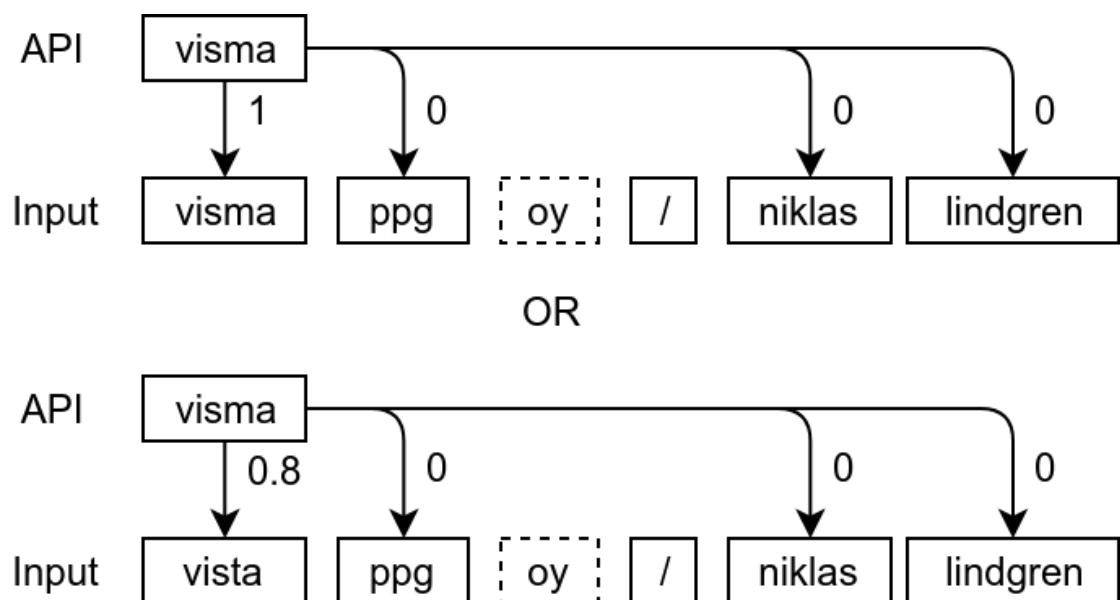 API visma
1 0 0 0
Input visma ppg oy / niklas lindgren
OR
API visma
0.8 0 0 0
Input vista ppg oy / niklas lindgren